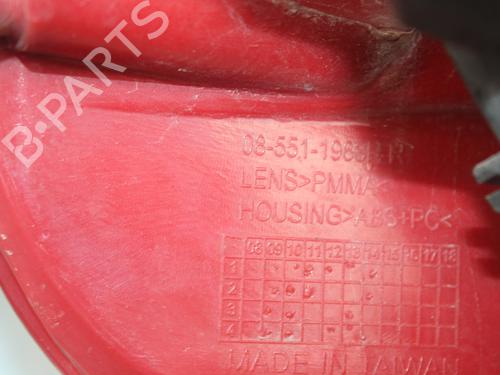 LENS>PMMA<
HOUSING>ABS+PC<
08 09 10 11 12 13 14 15 16 17 18
1
2
3
4
MADE IN TAIWAN
B-PARTS